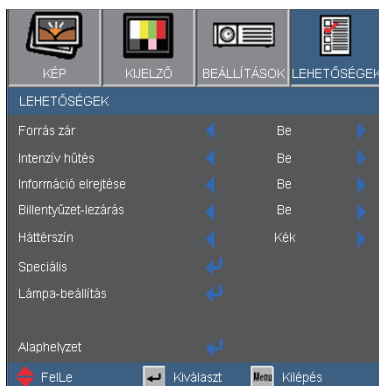 KÉP KIJELZŐ BEÁLLÍTÁSOK LEHETŐSÉGEK
LEHETŐSÉGEK
Forrás zár Be
Intenzív hűtés Be
Információ elrejtése Be
Billentyűzet-lezárás Be
Háttérszín Kék
Speciális
Lámpa-beállítás
Alaphelyzet
FelLe Kiválaszt Menu Kilépés